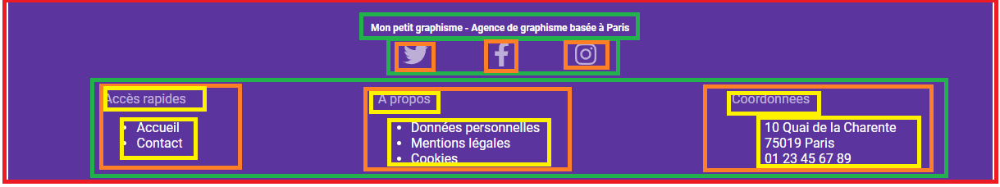 Mon petit graphisme - Agence de graphisme basée à Paris
Accès rapides
Accueil
Contact
A propos
Données personnelles
Mentions légales
Cookies
Coordonnées
10 Quai de la Charente
75019 Paris
01 23 45 67 89